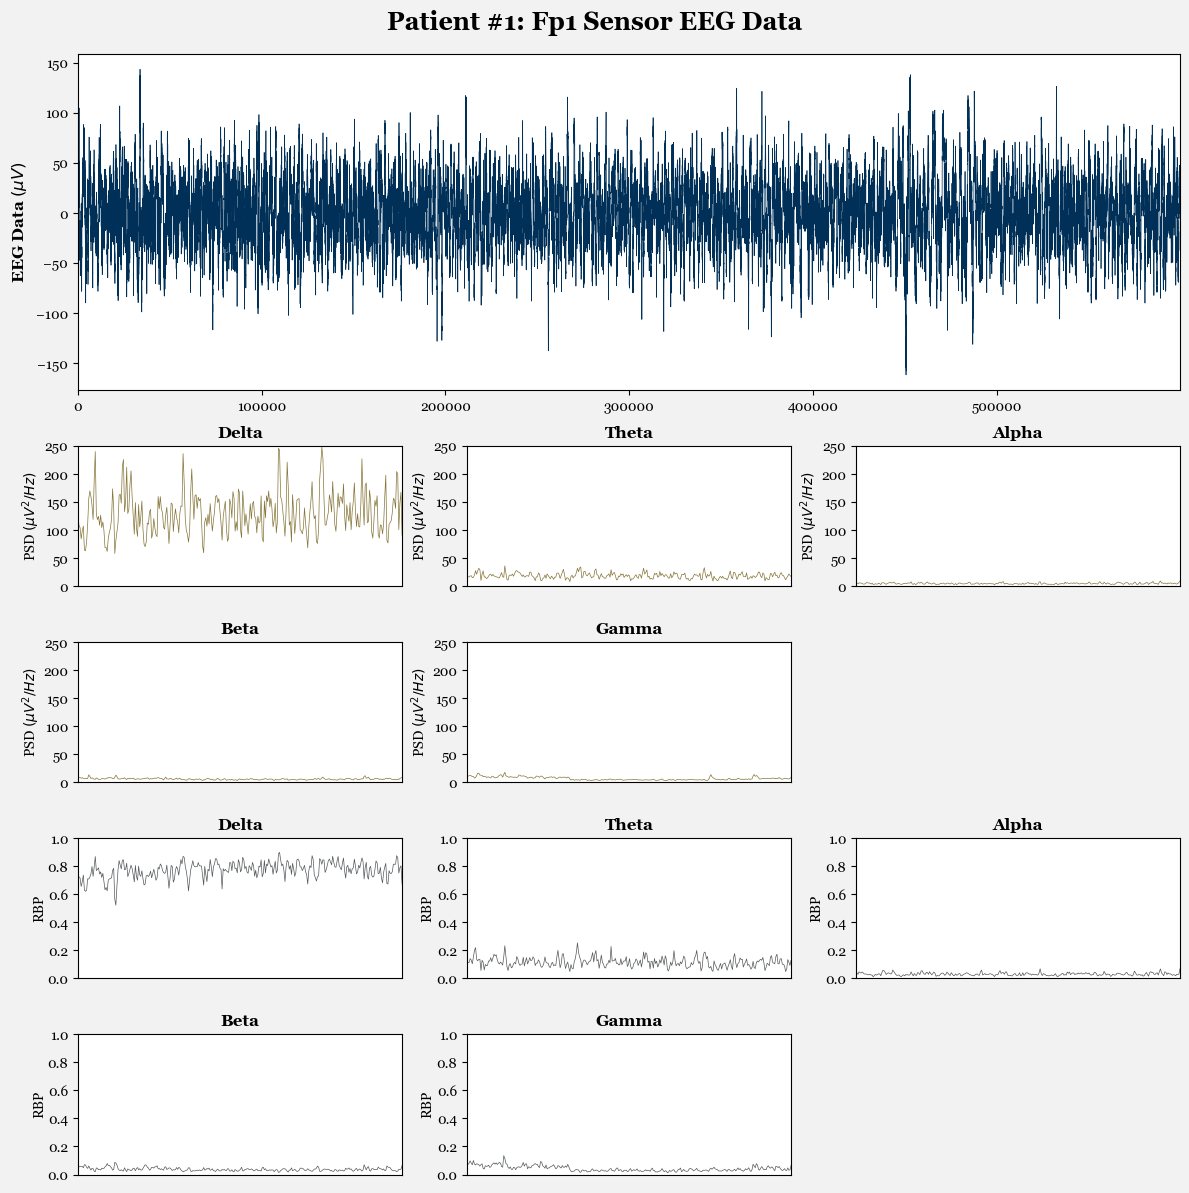 Patient #1: Fp1 Sensor EEG Data
EEG Data (μV)
150
100
50
0
−50
−100
−150
0 100000 200000 300000 400000 500000
Delta Theta Alpha
PSD (μV²/Hz) PSD (μV²/Hz) PSD (μV²/Hz)
250 250 250
200 200 200
150 150 150
100 100 100
50 50 50
0 0 0
Beta Gamma
PSD (μV²/Hz) PSD (μV²/Hz)
250 250
200 200
150 150
100 100
50 50
0 0
Delta Theta Alpha
RBP RBP RBP
1.0 1.0 1.0
0.8 0.8 0.8
0.6 0.6 0.6
0.4 0.4 0.4
0.2 0.2 0.2
0.0 0.0 0.0
Beta Gamma
RBP RBP
1.0 1.0
0.8 0.8
0.6 0.6
0.4 0.4
0.2 0.2
0.0 0.0